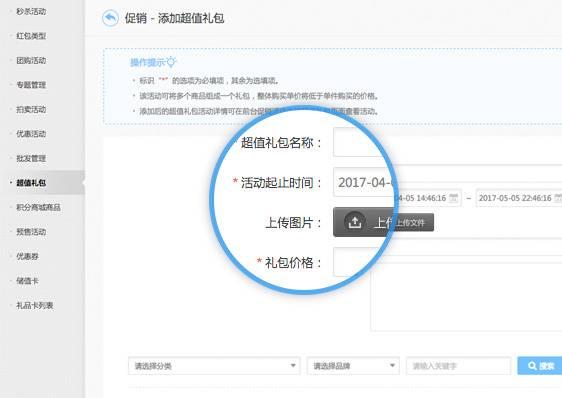 秒杀活动
红包类型
团购活动
专题管理
拍卖活动
优惠活动
批发管理
超值礼包
积分商城商品
预售活动
优惠券
储值卡
礼品卡列表
促销 - 添加超值礼包
操作提示
· 标识 "*" 的选项为必填项，其余为选填项。
· 该活动可将多个商品组成一个礼包，整体购买单价将低于单件购买的价格。
· 添加后的超值礼包活动详情可在前台促销 页面查看活动。
* 超值礼包名称：
* 活动起止时间： 2017-04-05 14:46:16 ~ 2017-05-05 22:46:16
上传图片： 上传 上传文件
* 礼包价格：
请选择分类 请选择品牌 请输入关键字 搜索